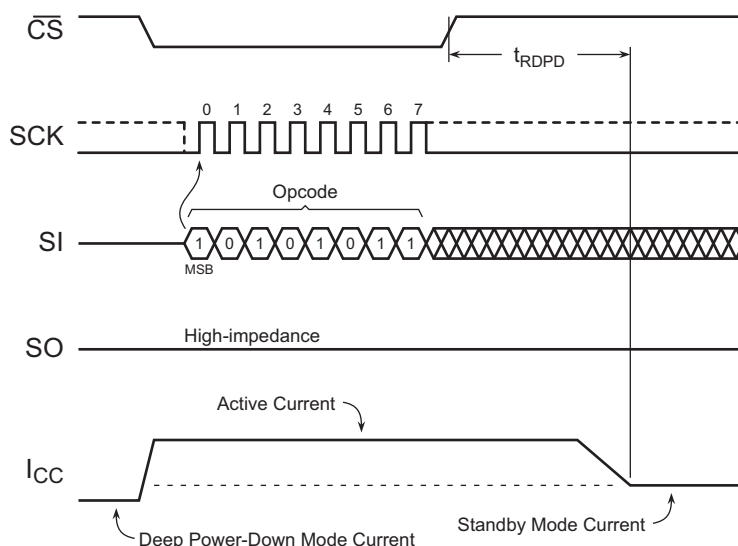 CS
tRDPD
0 1 2 3 4 5 6 7
SCK
Opcode
SI
1 0 1 0 1 0 1 1
MSB
High-impedance
SO
Active Current
ICC
Standby Mode Current
Deep Power-Down Mode Current